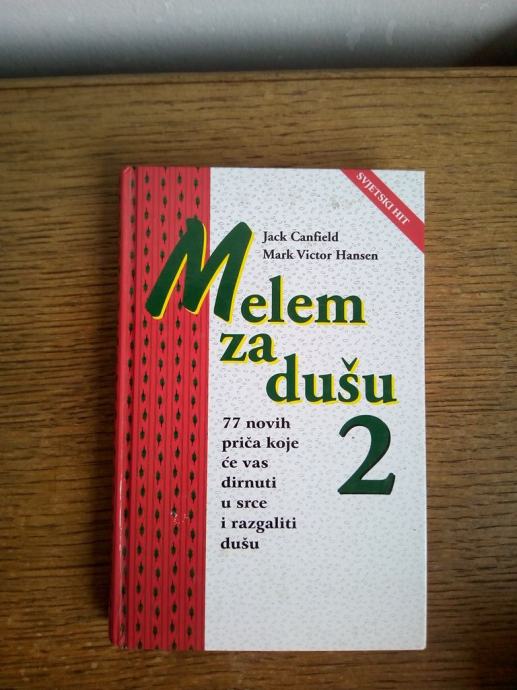 SVJETSKI HIT
Jack Canfield
Mark Victor Hansen
Melem
za
dušu
2
77 novih
priča koje
će vas
dirnuti
u srce
i razgaliti
dušu